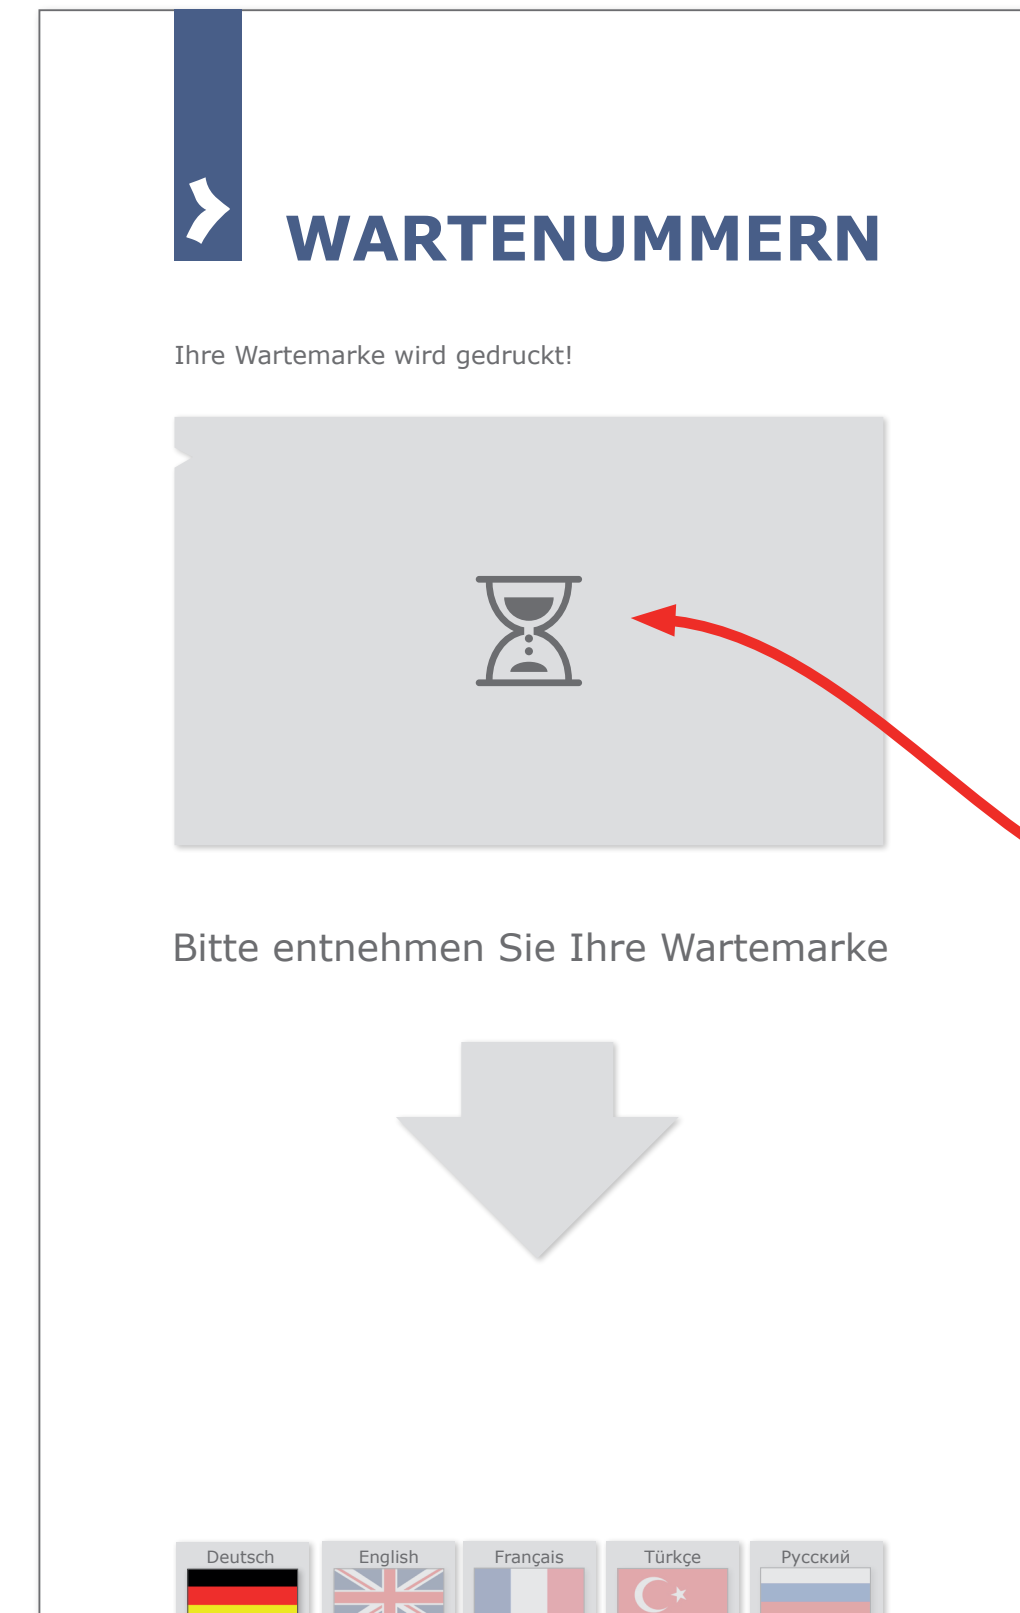 WARTENUMMERN
Ihre Wartemarke wird gedruckt!
Bitte entnehmen Sie Ihre Wartemarke
Deutsch English Français Türkçe Русский